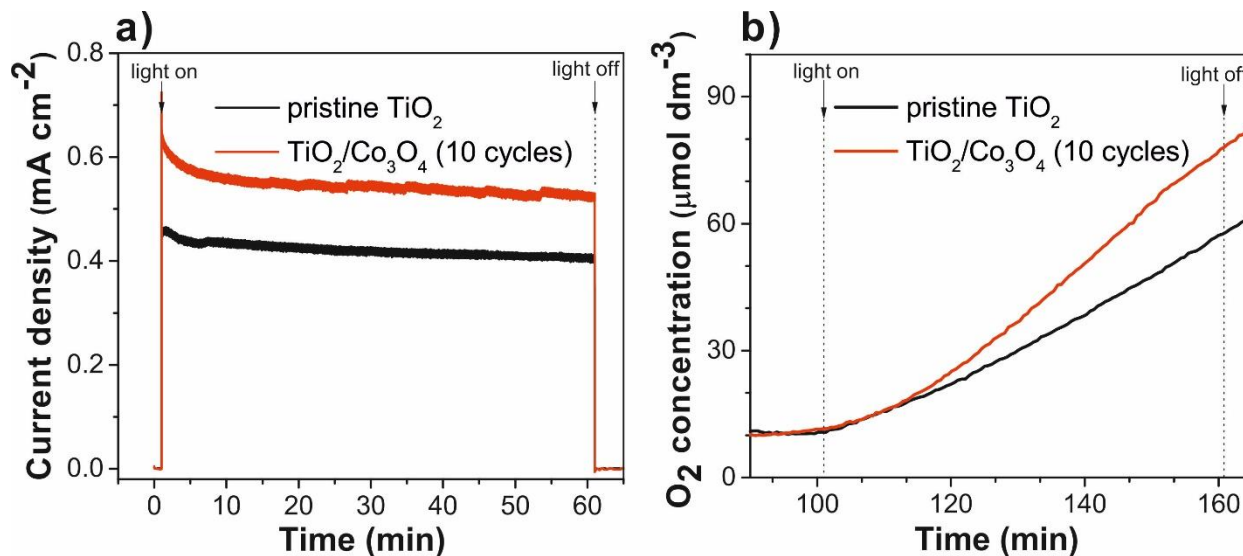 a)
Current density (mA cm⁻²)
0.8
0.6
0.4
0.2
0.0
light on
light off
pristine TiO₂
TiO₂/Co₃O₄ (10 cycles)
0 10 20 30 40 50 60
Time (min)
b)
O₂ concentration (μmol dm⁻³)
90
60
30
0
light on
light off
pristine TiO₂
TiO₂/Co₃O₄ (10 cycles)
100 120 140 160
Time (min)